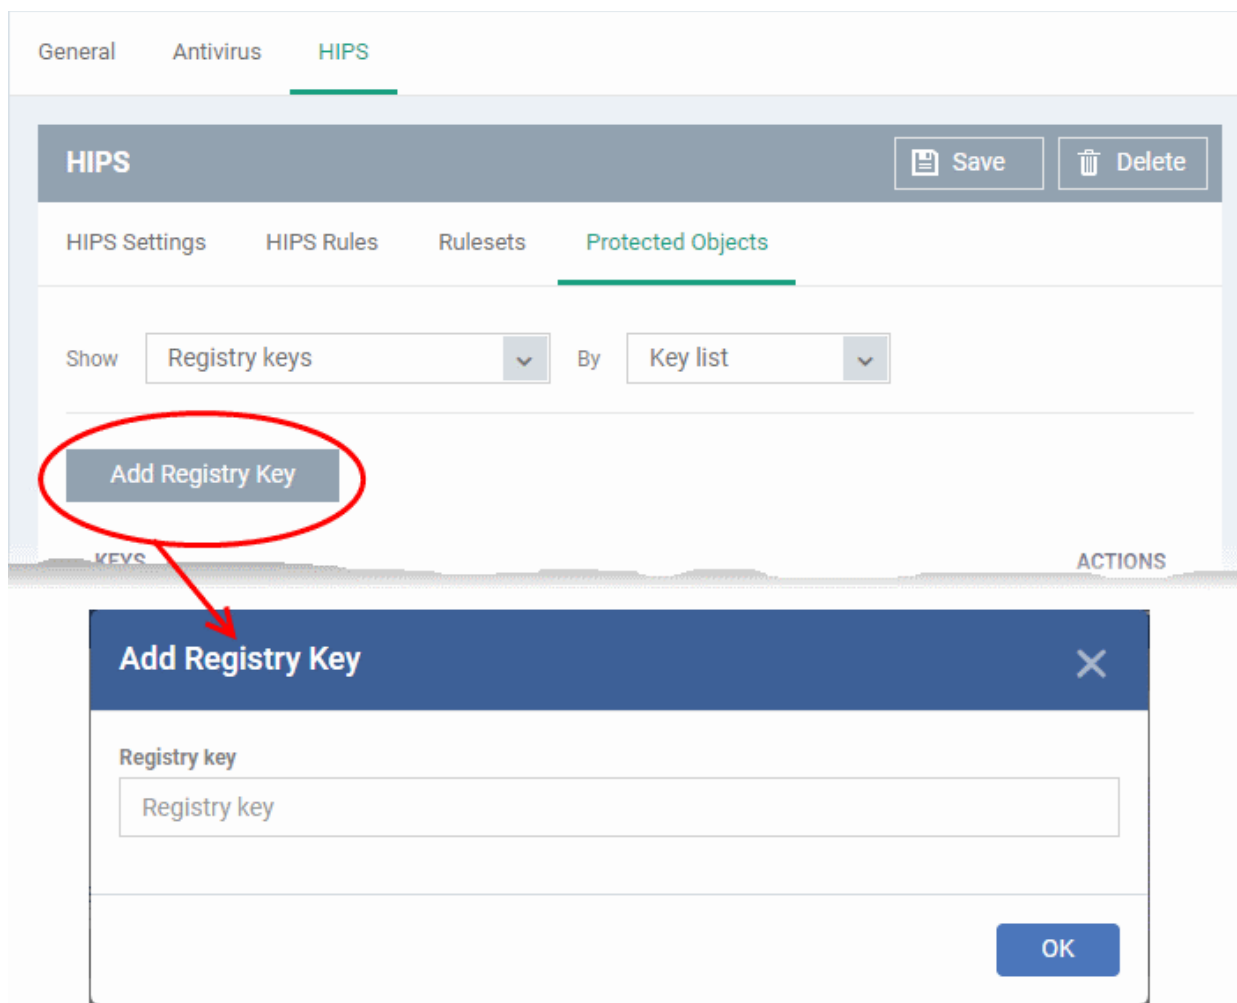 General Antivirus HIPS
HIPS Save Delete
HIPS Settings HIPS Rules Rulesets Protected Objects
Show Registry keys By Key list
Add Registry Key
KEYS ACTIONS
Add Registry Key
Registry key
Registry key
OK